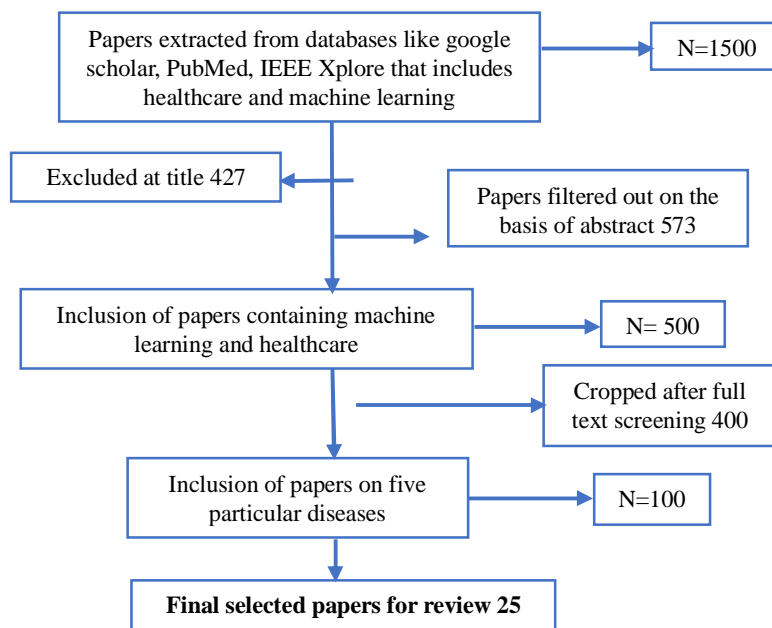 Papers extracted from databases like google
scholar, PubMed, IEEE Xplore that includes
healthcare and machine learning
N=1500
Excluded at title 427
Papers filtered out on the
basis of abstract 573
Inclusion of papers containing machine
learning and healthcare
N= 500
Cropped after full
text screening 400
Inclusion of papers on five
particular diseases
N=100
Final selected papers for review 25